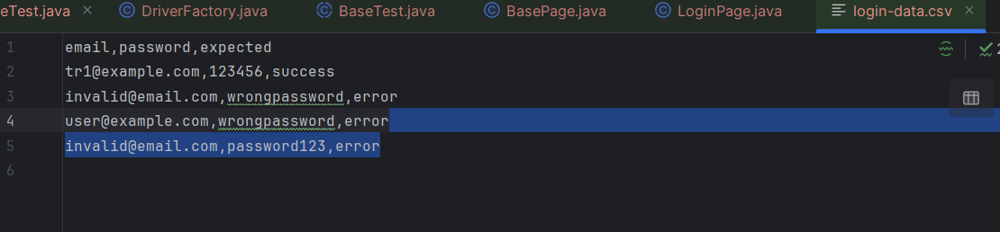 eTest.java DriverFactory.java BaseTest.java BasePage.java LoginPage.java login-data.csv
1 email,password,expected
2 tr1@example.com,123456,success
3 invalid@email.com,wrongpassword,error
4 user@example.com,wrongpassword,error
5 invalid@email.com,password123,error
6
2